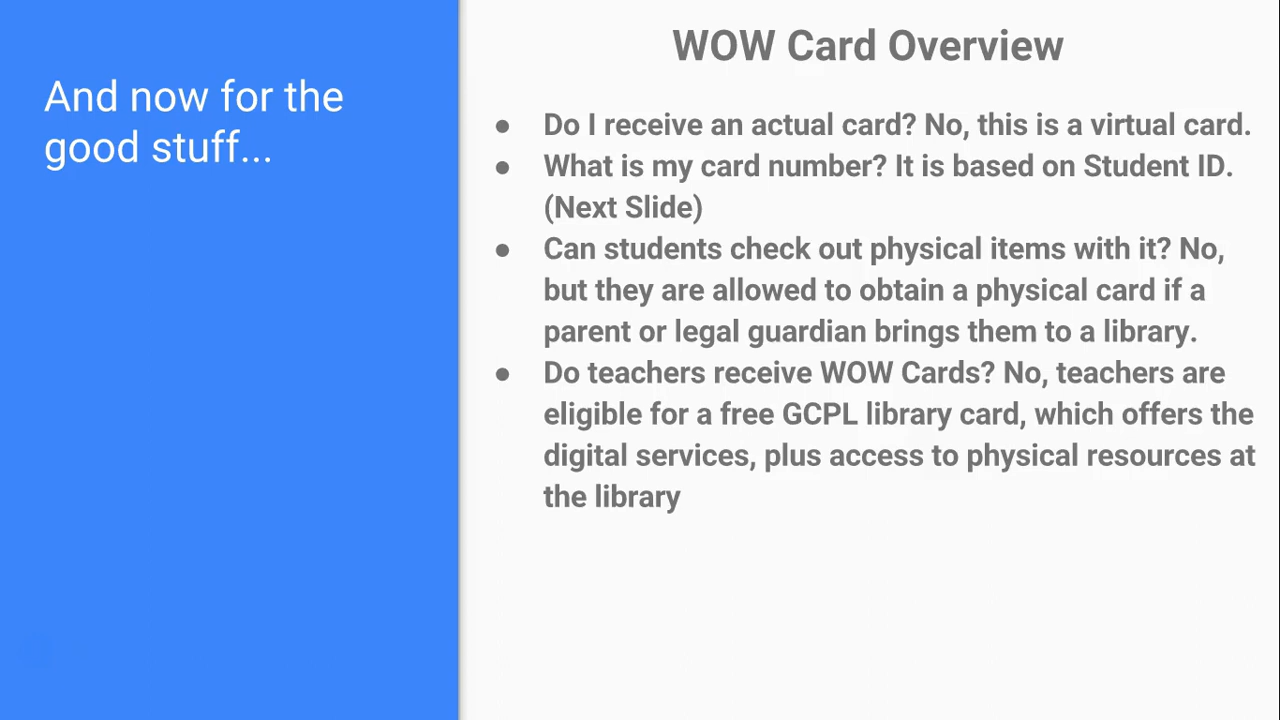 And now for the
good stuff...
WOW Card Overview
● Do I receive an actual card? No, this is a virtual card.
● What is my card number? It is based on Student ID.
(Next Slide)
● Can students check out physical items with it? No,
but they are allowed to obtain a physical card if a
parent or legal guardian brings them to a library.
● Do teachers receive WOW Cards? No, teachers are
eligible for a free GCPL library card, which offers the
digital services, plus access to physical resources at
the library